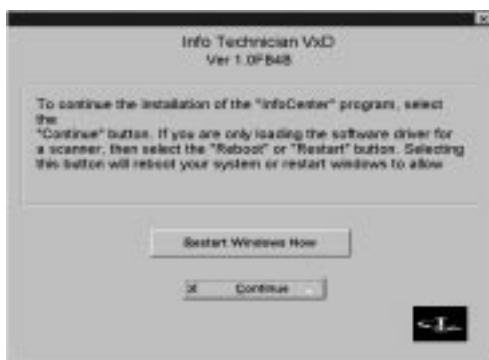 Info Technician VxD
Ver 1.0FB4B
To continue the installation of the "InfoCenter" program, select
the
"Continue" button. If you are only loading the software driver for
a scanner, then select the "Reboot" or "Restart" button. Selecting
this button will reboot your system or restart windows to allow
Restart Windows Now
Continue